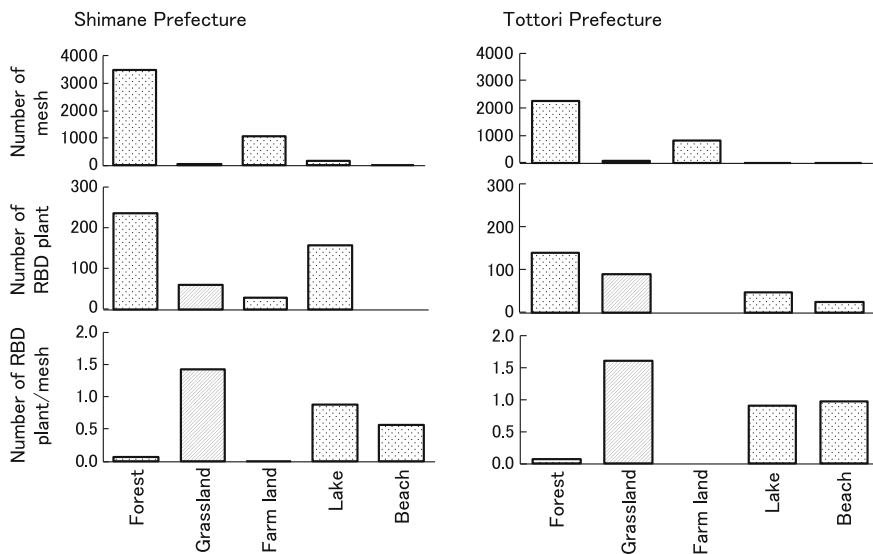 Shimane Prefecture
Tottori Prefecture
Number of
mesh
4000
3000
2000
1000
0
4000
3000
2000
1000
0
Number of
RBD plant
300
200
100
0
300
200
100
0
Number of RBD
plant/mesh
2.0
1.5
1.0
0.5
0.0
2.0
1.5
1.0
0.5
0.0
Forest
Grassland
Farm land
Lake
Beach
Forest
Grassland
Farm land
Lake
Beach